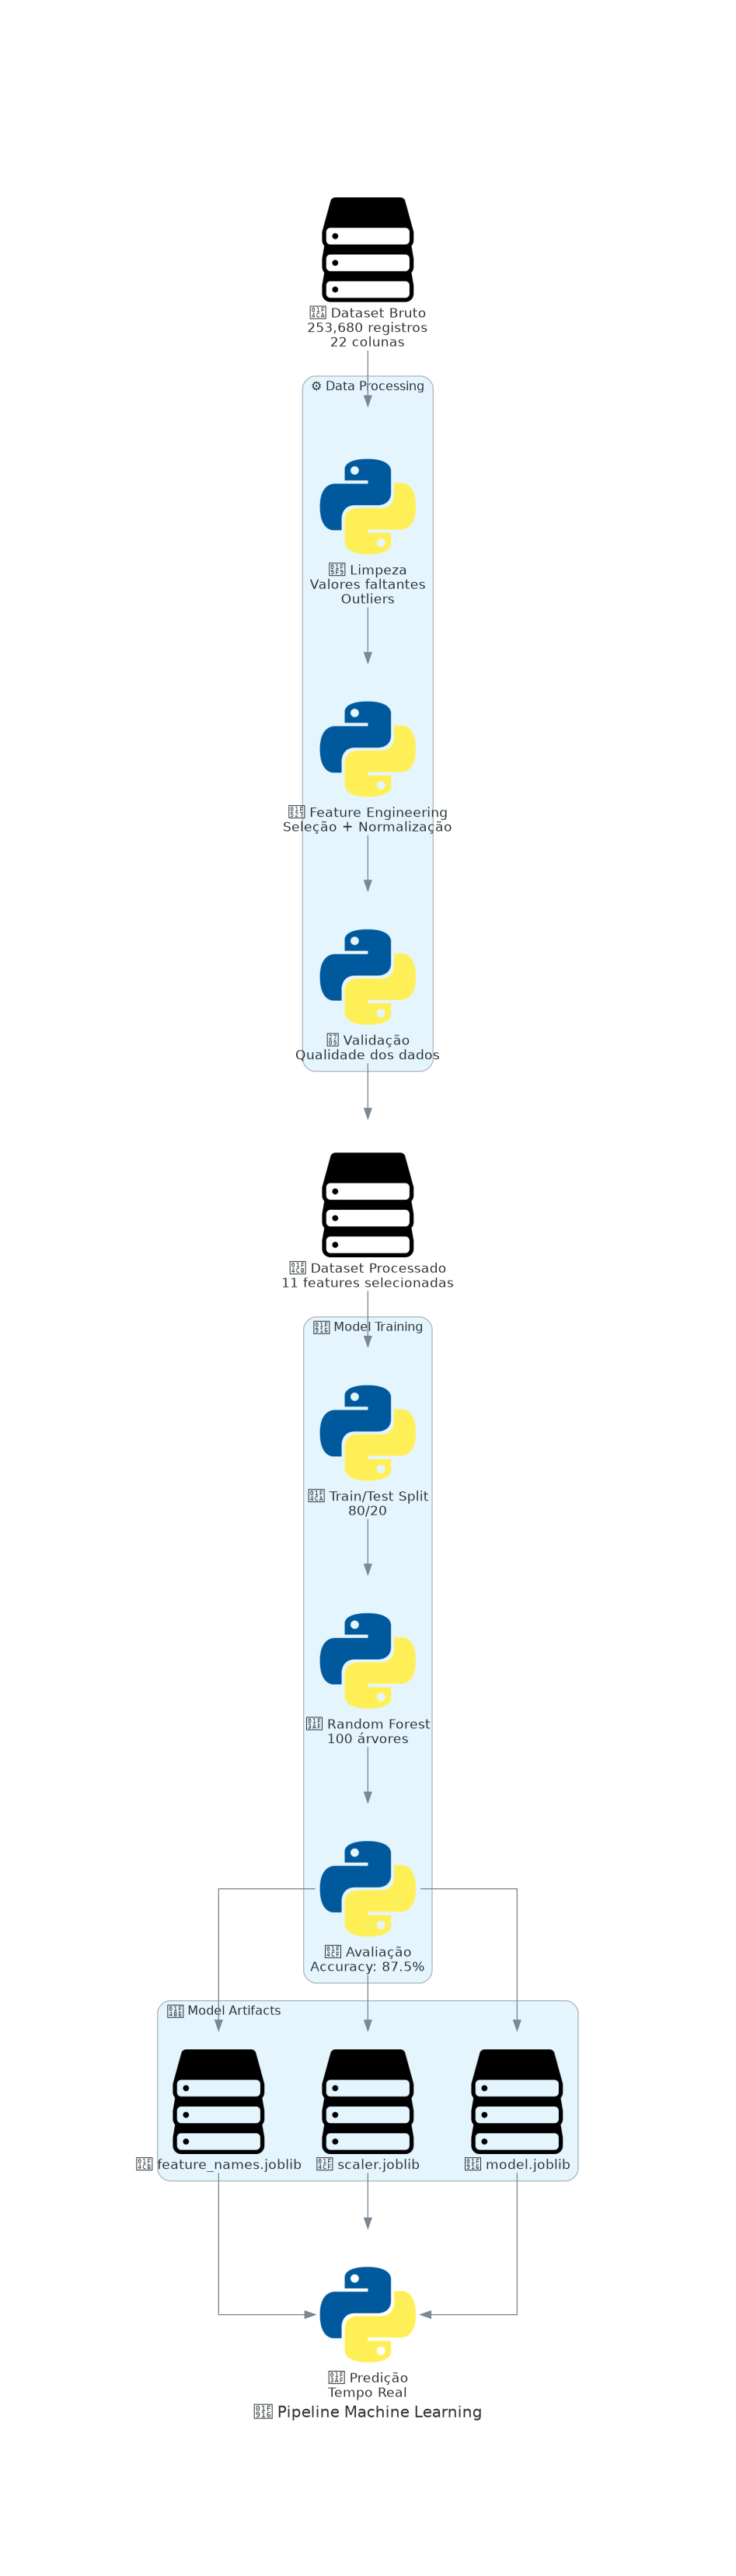 Dataset Bruto
253,680 registros
22 colunas
⚙ Data Processing
Limpeza
Valores faltantes
Outliers
Feature Engineering
Seleção + Normalização
Validação
Qualidade dos dados
Dataset Processado
11 features selecionadas
Model Training
Train/Test Split
80/20
Random Forest
100 árvores
Avaliação
Accuracy: 87.5%
Model Artifacts
feature_names.joblib
scaler.joblib
model.joblib
Predição
Tempo Real
Pipeline Machine Learning